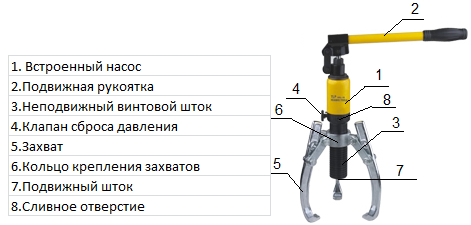 1. Встроенный насос
2.Подвижная рукоятка
3.Неподвижный винтовой шток
4.Клапан сброса давления
5.Захват
6.Кольцо крепления захватов
7.Подвижный шток
8.Сливное отверстие
2
1
4
8
6
3
5
7